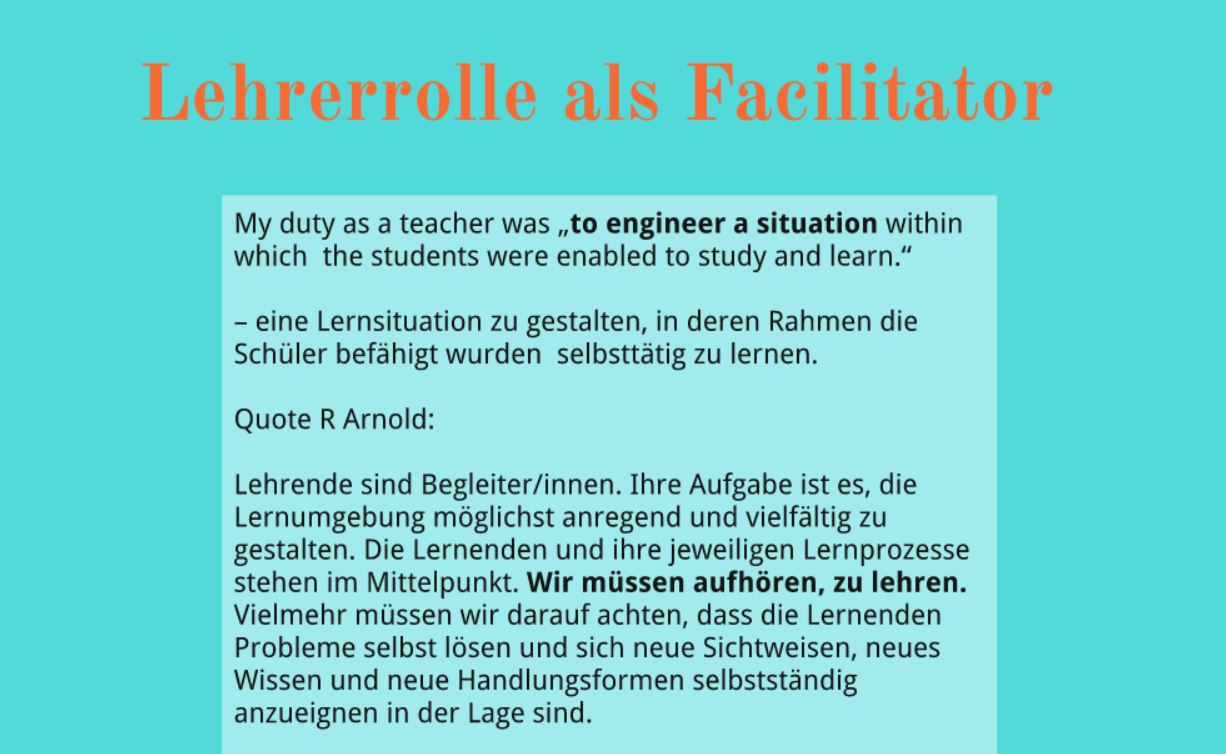 Lehrerrolle als Facilitator
My duty as a teacher was „to engineer a situation within
which  the students were enabled to study and learn.“
– eine Lernsituation zu gestalten, in deren Rahmen die
Schüler befähigt wurden  selbsttätig zu lernen.
Quote R Arnold:
Lehrende sind Begleiter/innen. Ihre Aufgabe ist es, die
Lernumgebung möglichst anregend und vielfältig zu
gestalten. Die Lernenden und ihre jeweiligen Lernprozesse
stehen im Mittelpunkt. Wir müssen aufhören, zu lehren.
Vielmehr müssen wir darauf achten, dass die Lernenden
Probleme selbst lösen und sich neue Sichtweisen, neues
Wissen und neue Handlungsformen selbstständig
anzueignen in der Lage sind.